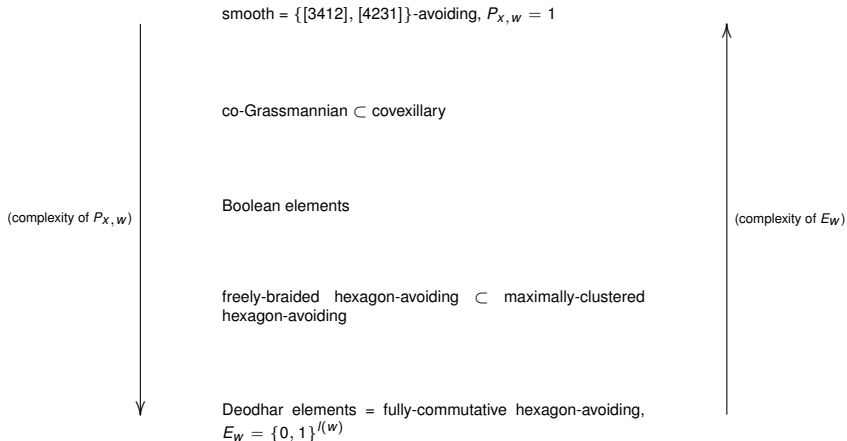 smooth = {[3412], [4231]}-avoiding, P_{x,w} = 1
co-Grassmannian ⊂ covexillary
Boolean elements
(complexity of P_{x,w})
(complexity of E_w)
freely-braided hexagon-avoiding ⊂ maximally-clustered
hexagon-avoiding
Deodhar elements = fully-commutative hexagon-avoiding,
E_w = {0, 1}^{l(w)}